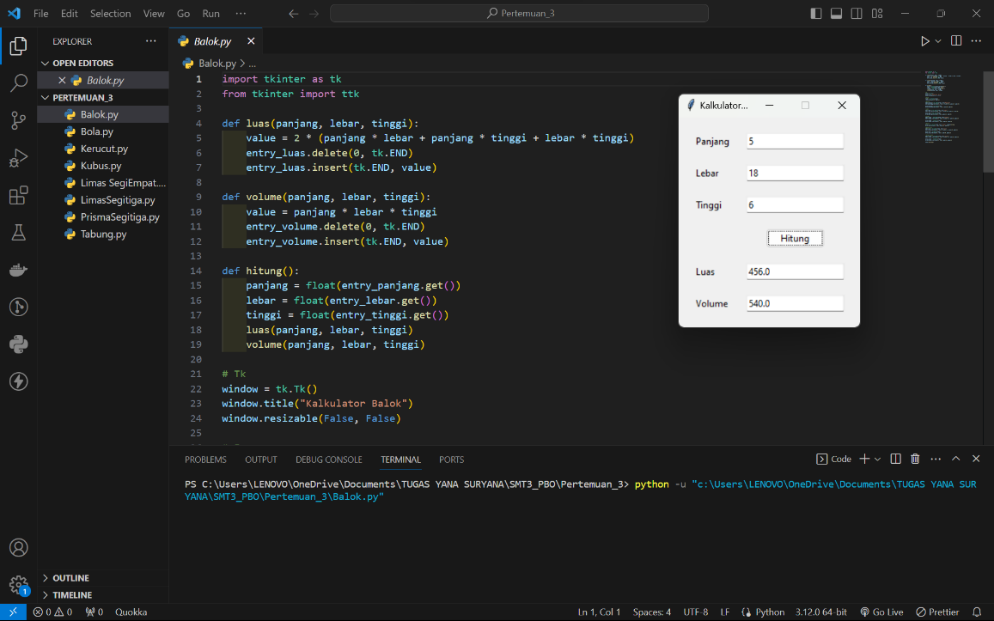 File Edit Selection View Go Run ··· Pertemuan_3
EXPLORER ···
OPEN EDITORS
Balok.py
PERTEMUAN_3
Balok.py
Bola.py
Kerucut.py
Kubus.py
Limas SegiEmpat....
LimasSegitiga.py
PrismaSegitiga.py
Tabung.py
OUTLINE
TIMELINE
Balok.py
Balok.py > ...
1 import tkinter as tk
2 from tkinter import ttk
3
4 def luas(panjang, lebar, tinggi):
5 value = 2 * (panjang * lebar + panjang * tinggi + lebar * tinggi)
6 entry_luas.delete(0, tk.END)
7 entry_luas.insert(tk.END, value)
8
9 def volume(panjang, lebar, tinggi):
10 value = panjang * lebar * tinggi
11 entry_volume.delete(0, tk.END)
12 entry_volume.insert(tk.END, value)
13
14 def hitung():
15 panjang = float(entry_panjang.get())
16 lebar = float(entry_lebar.get())
17 tinggi = float(entry_tinggi.get())
18 luas(panjang, lebar, tinggi)
19 volume(panjang, lebar, tinggi)
20
21 # Tk
22 window = tk.Tk()
23 window.title("Kalkulator Balok")
24 window.resizable(False, False)
25
Kalkulator...
Panjang 5
Lebar 18
Tinggi 6
Hitung
Luas 456.0
Volume 540.0
PROBLEMS OUTPUT DEBUG CONSOLE TERMINAL PORTS Code
PS C:\Users\LENOVO\OneDrive\Documents\TUGAS YANA SURYANA\SMT3_PBO\Pertemuan_3> python -u "c:\Users\LENOVO\OneDrive\Documents\TUGAS YANA SUR
YANA\SMT3_PBO\Pertemuan_3\Balok.py"
1
0 0 0 Quokka Ln 1, Col 1 Spaces: 4 UTF-8 LF Python 3.12.0 64-bit Go Live Prettier